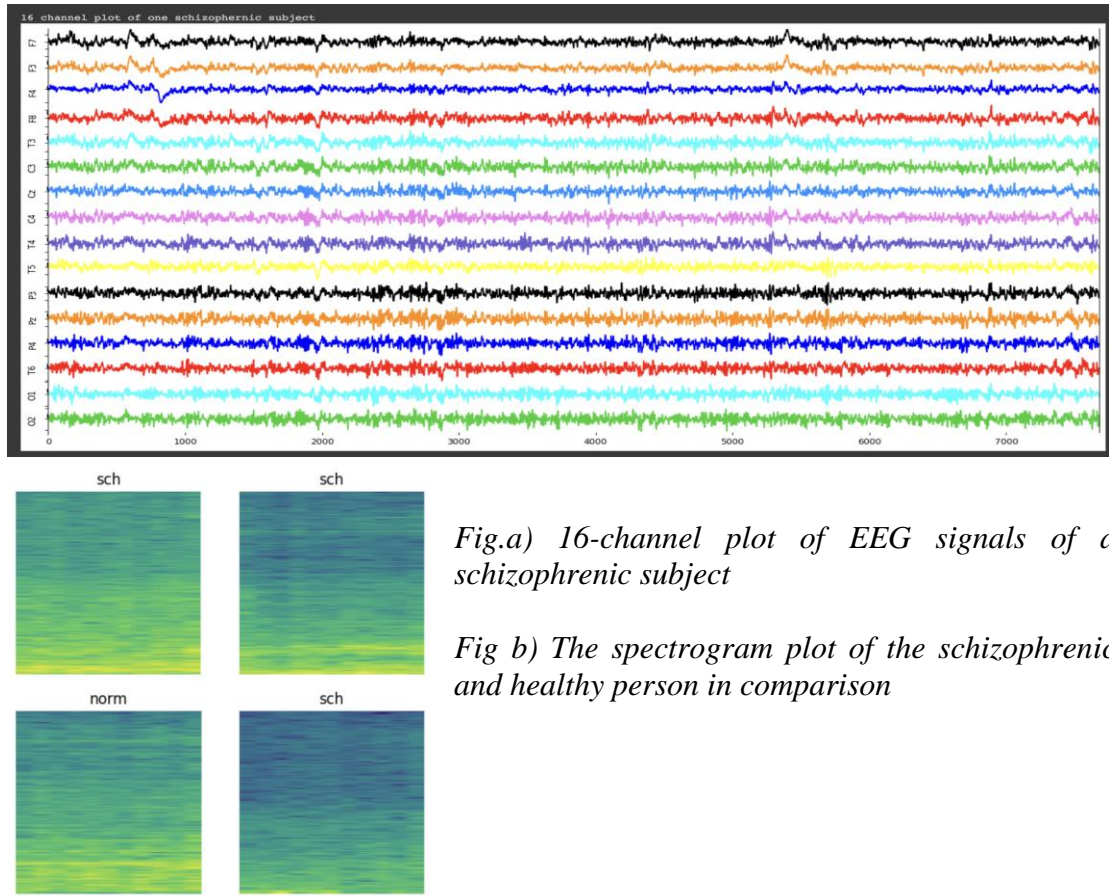 16 channel plot of one schizophernic subject
F7
F3
F4
F8
T3
C3
Cz
C4
T4
T5
P3
Pz
P4
T6
O1
O2
0 1000 2000 3000 4000 5000 6000 7000
sch sch
Fig.a) 16-channel plot of EEG signals of a
schizophrenic subject
Fig b) The spectrogram plot of the schizophrenic
and healthy person in comparison
norm sch